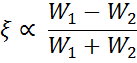 ξ ∝ (W₁ − W₂) / (W₁ + W₂)